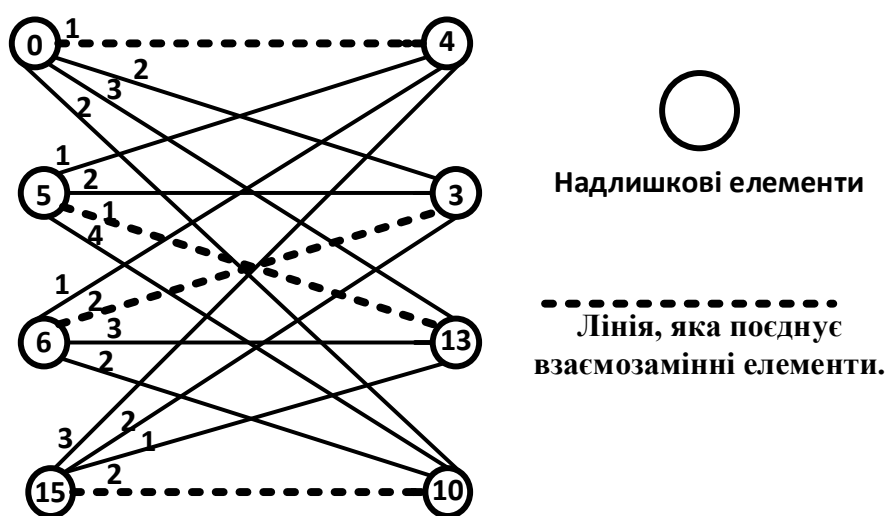 0 1 4
2
3
2
1
5 2 3
1
4
1
2
6 3 13
2
3 2 1
15 2 10
Надлишкові елементи
Лінія, яка поєднує
взаємозамінні елементи.